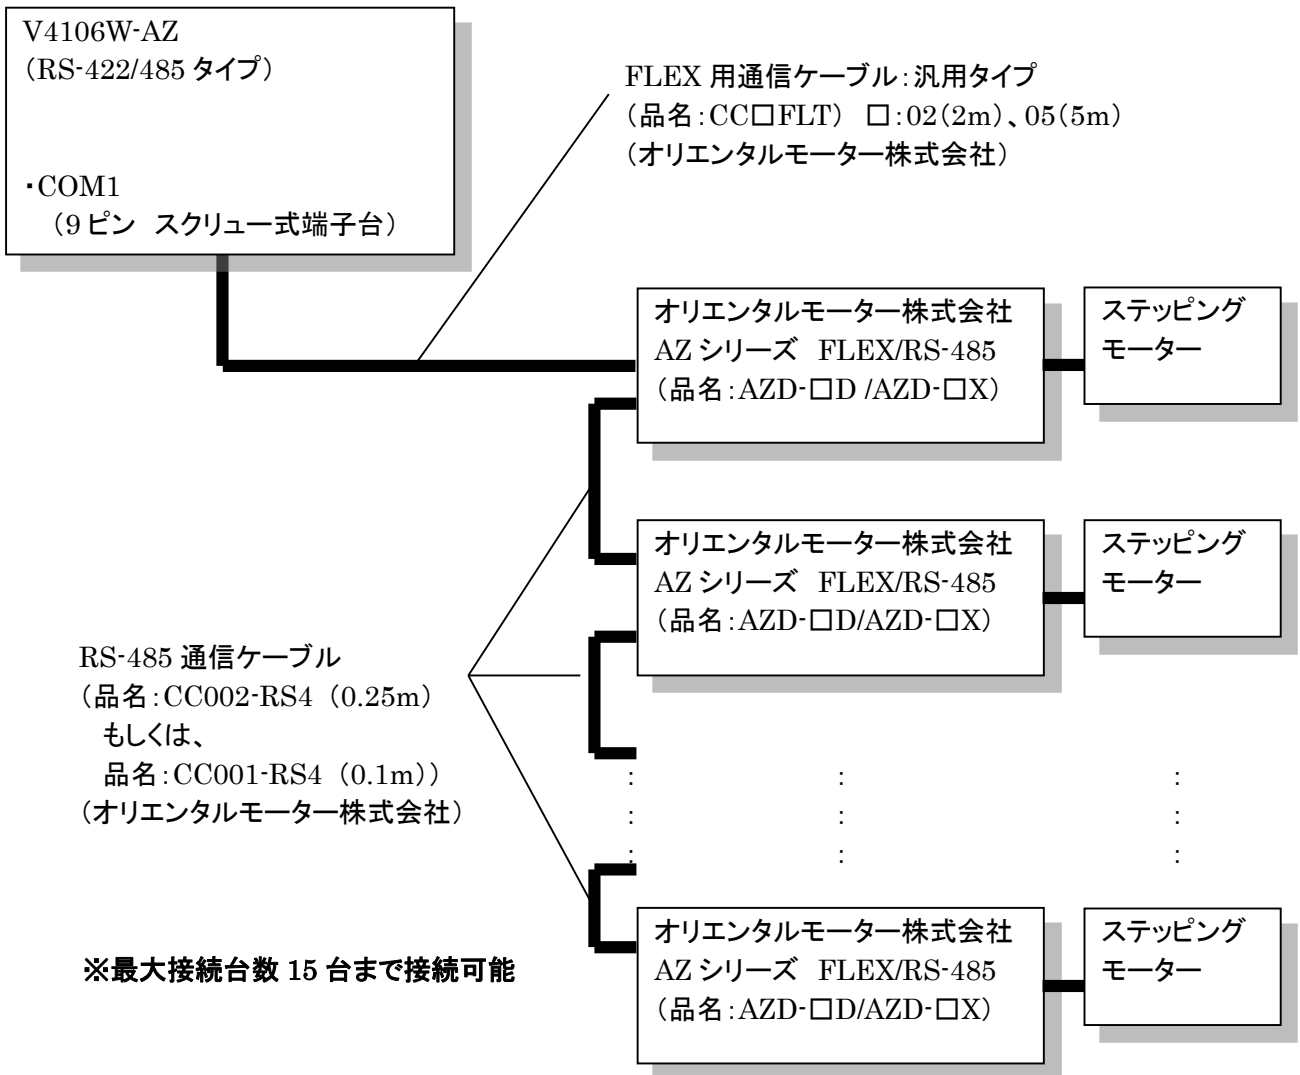 V4106W-AZ
（RS-422/485 タイプ）
・COM1
（9 ピン　スクリュー式端子台）
FLEX 用通信ケーブル：汎用タイプ
（品名：CC□FLT）　□：02（2m）、05（5m）
（オリエンタルモーター株式会社）
オリエンタルモーター株式会社
AZ シリーズ　FLEX/RS-485
（品名：AZD-□D /AZD-□X）
ステッピング
モーター
オリエンタルモーター株式会社
AZ シリーズ　FLEX/RS-485
（品名：AZD-□D/AZD-□X）
ステッピング
モーター
RS-485 通信ケーブル
（品名：CC002-RS4（0.25m）
もしくは、
品名：CC001-RS4（0.1m））
（オリエンタルモーター株式会社）
： ： ：
： ： ：
： ： ：
オリエンタルモーター株式会社
AZ シリーズ　FLEX/RS-485
（品名：AZD-□D/AZD-□X）
ステッピング
モーター
※最大接続台数 15 台まで接続可能